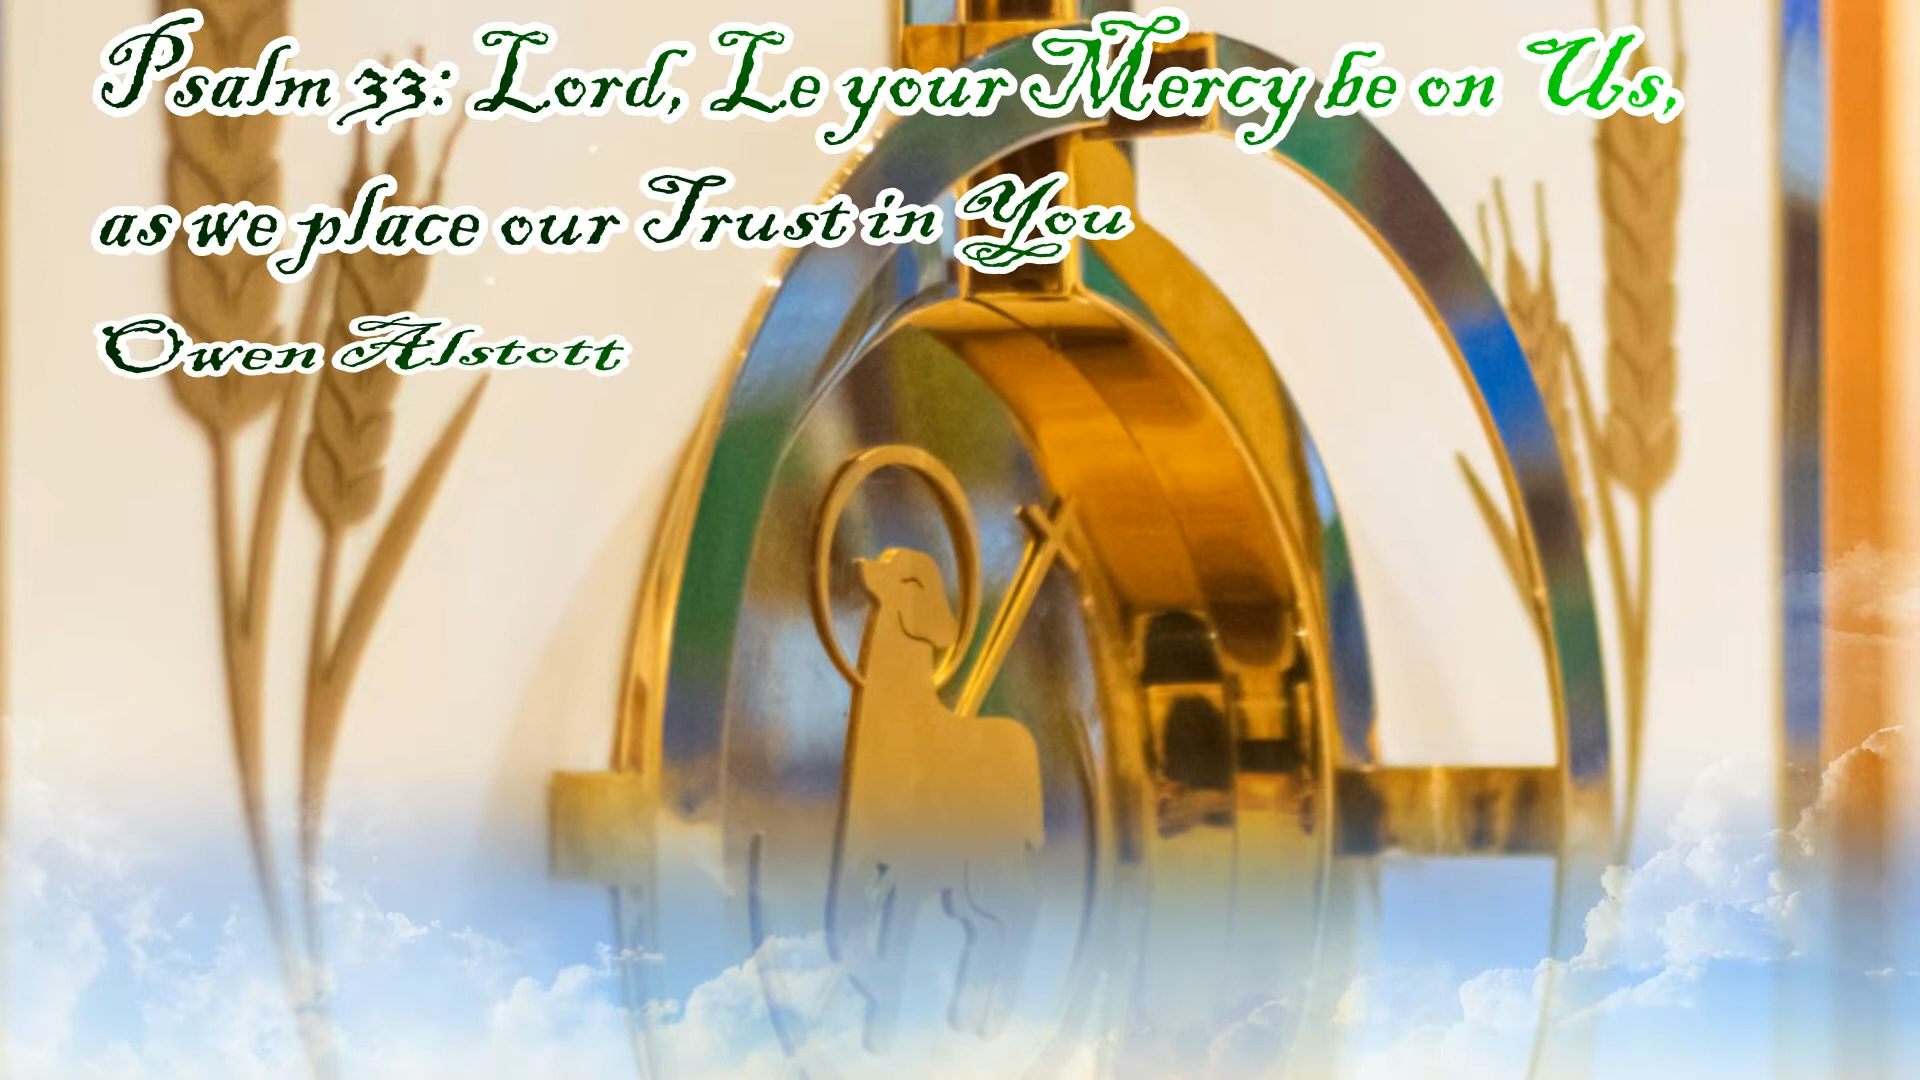 Psalm 33: Lord, Le your Mercy be on Us,
as we place our Trust in You
Owen Alstott